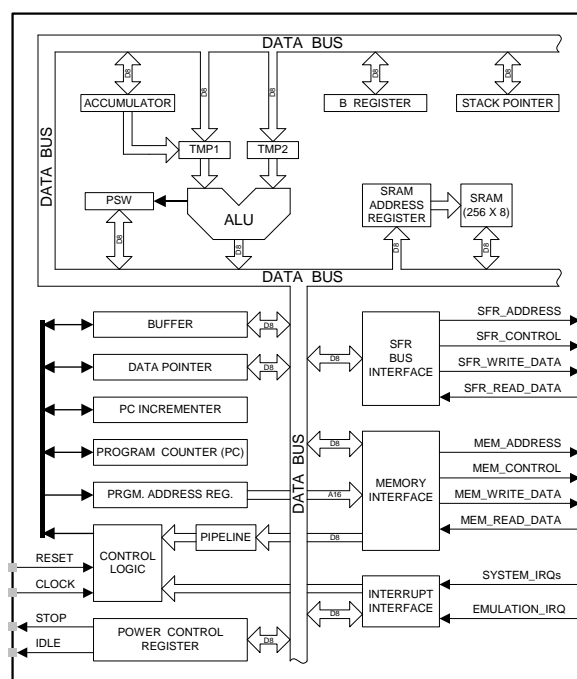 DATA BUS
D8
D8
D8
D8
D8
ACCUMULATOR
B REGISTER
STACK POINTER
DATA BUS
TMP1
TMP2
PSW
ALU
SRAM
ADDRESS
REGISTER
SRAM
(256 X 8)
D8
D8
D8
D8
DATA BUS
BUFFER
D8
SFR_ADDRESS
SFR
BUS
INTERFACE
SFR_CONTROL
DATA POINTER
D8
D8
SFR_WRITE_DATA
SFR_READ_DATA
PC INCREMENTER
DATA BUS
PROGRAM COUNTER (PC)
D8
MEM_ADDRESS
MEMORY
INTERFACE
MEM_CONTROL
PRGM. ADDRESS REG.
A16
MEM_WRITE_DATA
MEM_READ_DATA
PIPELINE
D8
RESET
CONTROL
LOGIC
CLOCK
SYSTEM_IRQs
INTERRUPT
INTERFACE
D8
EMULATION_IRQ
STOP
POWER CONTROL
REGISTER
D8
IDLE